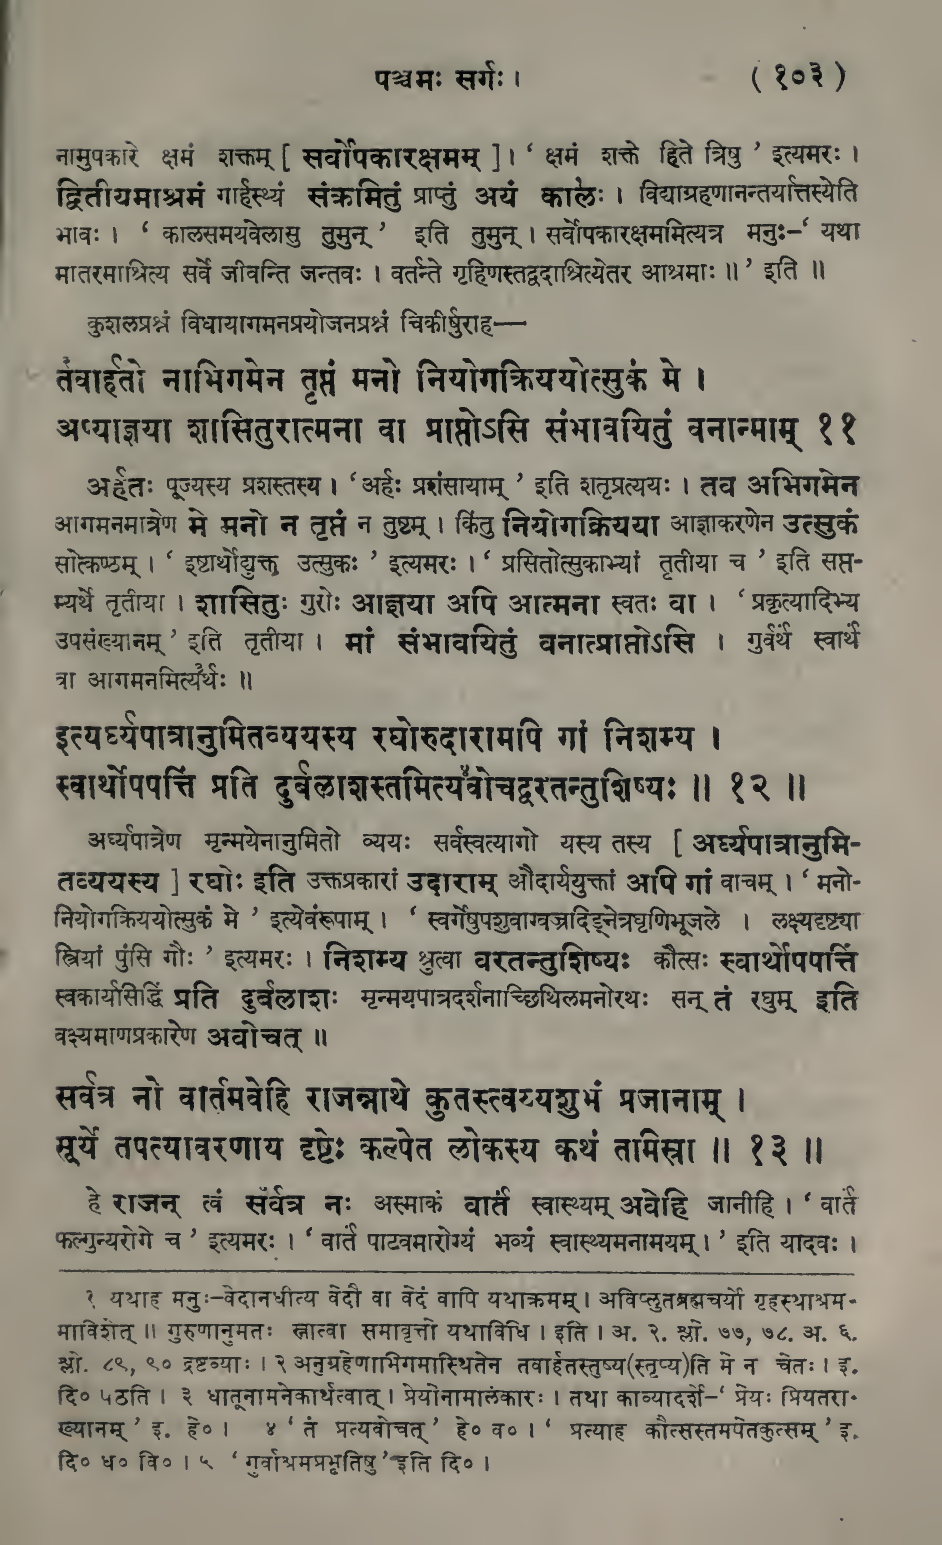 पञ्चमः सर्गः । ( १०३ )
नामुपकारे क्षमं शक्तम् [ सर्वोपकारक्षमम् ] । ‘ क्षमं शक्ते हिते त्रिषु ’ इत्यमरः ।
द्वितीयमाश्रमं गार्हस्थ्यं संक्रमितुं प्राप्तुं अयं कालः । विद्याग्रहणानन्तर्यात्तस्येति
भावः । ‘ कालसमयवेलासु तुमुन् ’ इति तुमुन् । सर्वोपकारक्षममित्यत्र मनुः–‘ यथा
मातरमाश्रित्य सर्वे जीवन्ति जन्तवः । वर्तन्ते गृहिणस्तद्वदाश्रित्येतर आश्रमाः ॥ ’ इति ॥
कुशलप्रश्नं विधायागमनप्रयोजनप्रश्नं चिकीर्षुराह—
तवार्हतो नाभिगमेन तृप्तं मनो नियोगक्रिययोत्सुकं मे ।
अप्याज्ञया शासितुरात्मना वा प्राप्तोऽसि संभावयितुं वनान्माम् ११
अर्हतः पूज्यस्य प्रशस्तस्य । ‘ अर्हः प्रशंसायाम् ’ इति शतृप्रत्ययः । तव अभिगमेन
आगमनमात्रेण मे मनो न तृप्तं न तुष्टम् । किंतु नियोगक्रियया आज्ञाकरणेन उत्सुकं
सोत्कण्ठम् । ‘ इष्टार्थोद्युक्त उत्सुकः ’ इत्यमरः । ‘ प्रसितोत्सुकाभ्यां तृतीया च ’ इति सप्त-
म्यर्थे तृतीया । शासितुः गुरोः आज्ञया अपि आत्मना स्वतः वा । ‘ प्रकृत्यादिभ्य
उपसंख्यानम् ’ इति तृतीया । मां संभावयितुं वनात्प्राप्तोऽसि । गुर्वर्थं स्वार्थं
वा आगमनमित्यर्थः ॥
इत्यर्घ्यपात्रानुमितव्ययस्य रघोरुदारामपि गां निशम्य ।
स्वार्थोपपत्तिं प्रति दुर्बलाशस्तमित्य४वोचद्वरतन्तुशिष्यः ॥ १२ ॥
अर्घ्यपात्रेण मृन्मयेनानुमितो व्ययः सर्वस्वत्यागो यस्य तस्य [ अर्घ्यपात्रानुमि-
तव्ययस्य ] रघोः इति उक्तप्रकारां उदाराम् औदार्ययुक्तां अपि गां वाचम् । ‘ मनो-
नियोगक्रिययोत्सुकं मे ’ इत्येवंरूपाम् । ‘ स्वर्गेषुपशुवाग्वज्रदिङ्नेत्रघृणिभूजले । लक्ष्यदृष्ट्या
स्त्रियां पुंसि गौः ’ इत्यमरः । निशम्य श्रुत्वा वरतन्तुशिष्यः कौत्सः स्वार्थोपपत्तिं
स्वकार्यसिद्धिं प्रति दुर्बलाशः मृन्मयपात्रदर्शनाच्छिथिलमनोरथः सन् तं रघुम् इति
वक्ष्यमाणप्रकारेण अवोचत् ॥
सर्वत्र नो वार्तमवेहि राजन्नाथे कुतस्त्वय्यशुभं प्रजानाम् ।
सूर्ये तपत्यावरणाय दृष्टेः कल्पेत लोकस्य कथं तामिस्रा ॥ १३ ॥
हे राजन् त्वं सर्वत्र नः अस्माकं वार्तं स्वास्थ्यम् अवेहि जानीहि । ‘ वार्तं
फल्गुन्यरोगे च ’ इत्यमरः । ‘ वार्तं पाटवमारोग्यं भव्यं स्वास्थ्यमनामयम् । ’ इति यादवः ।
१ यथाह मनुः–वेदानधीत्य वेदौ वा वेदं वापि यथाक्रमम् । अविप्लुतब्रह्मचर्यो गृहस्थाश्रम-
माविशेत् ॥ गुरुणानुमतः स्नात्वा समावृत्तो यथाविधि । इति । अ. २. श्लो. ७७, ७८. अ. ६.
श्लो. ८९, ९० द्रष्टव्याः । २ अनुग्रहेणाभिगमास्थितेन तवार्हतस्तुष्य(स्तृप्य)ति मे न चेतः । इ.
दि० ५ठति । ३ धातूनामनेकार्थत्वात् । प्रेयोनामालंकारः । तथा काव्यादर्शे–‘ प्रेयः प्रियतरा-
ख्यानम् ’ इ. हे० । ४ ‘ तं प्रत्यवोचत् ’ हे० व० । ‘ प्रत्याह कौत्सस्तमपेतकुत्सम् ’ इ.
दि० ध० वि० । ५ ‘ गुर्वाश्रमप्रभृतिषु ’ इति दि० ।